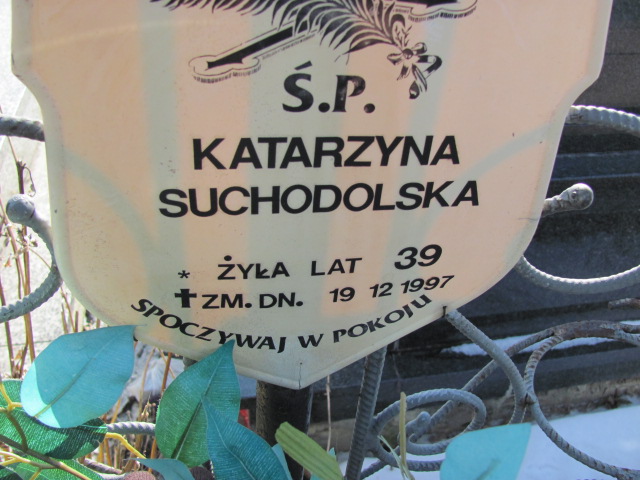 Ś.P.
KATARZYNA
SUCHODOLSKA
* ŻYŁA LAT 39
✝ ZM. DN. 19 12 1997
SPOCZYWAJ W POKOJU